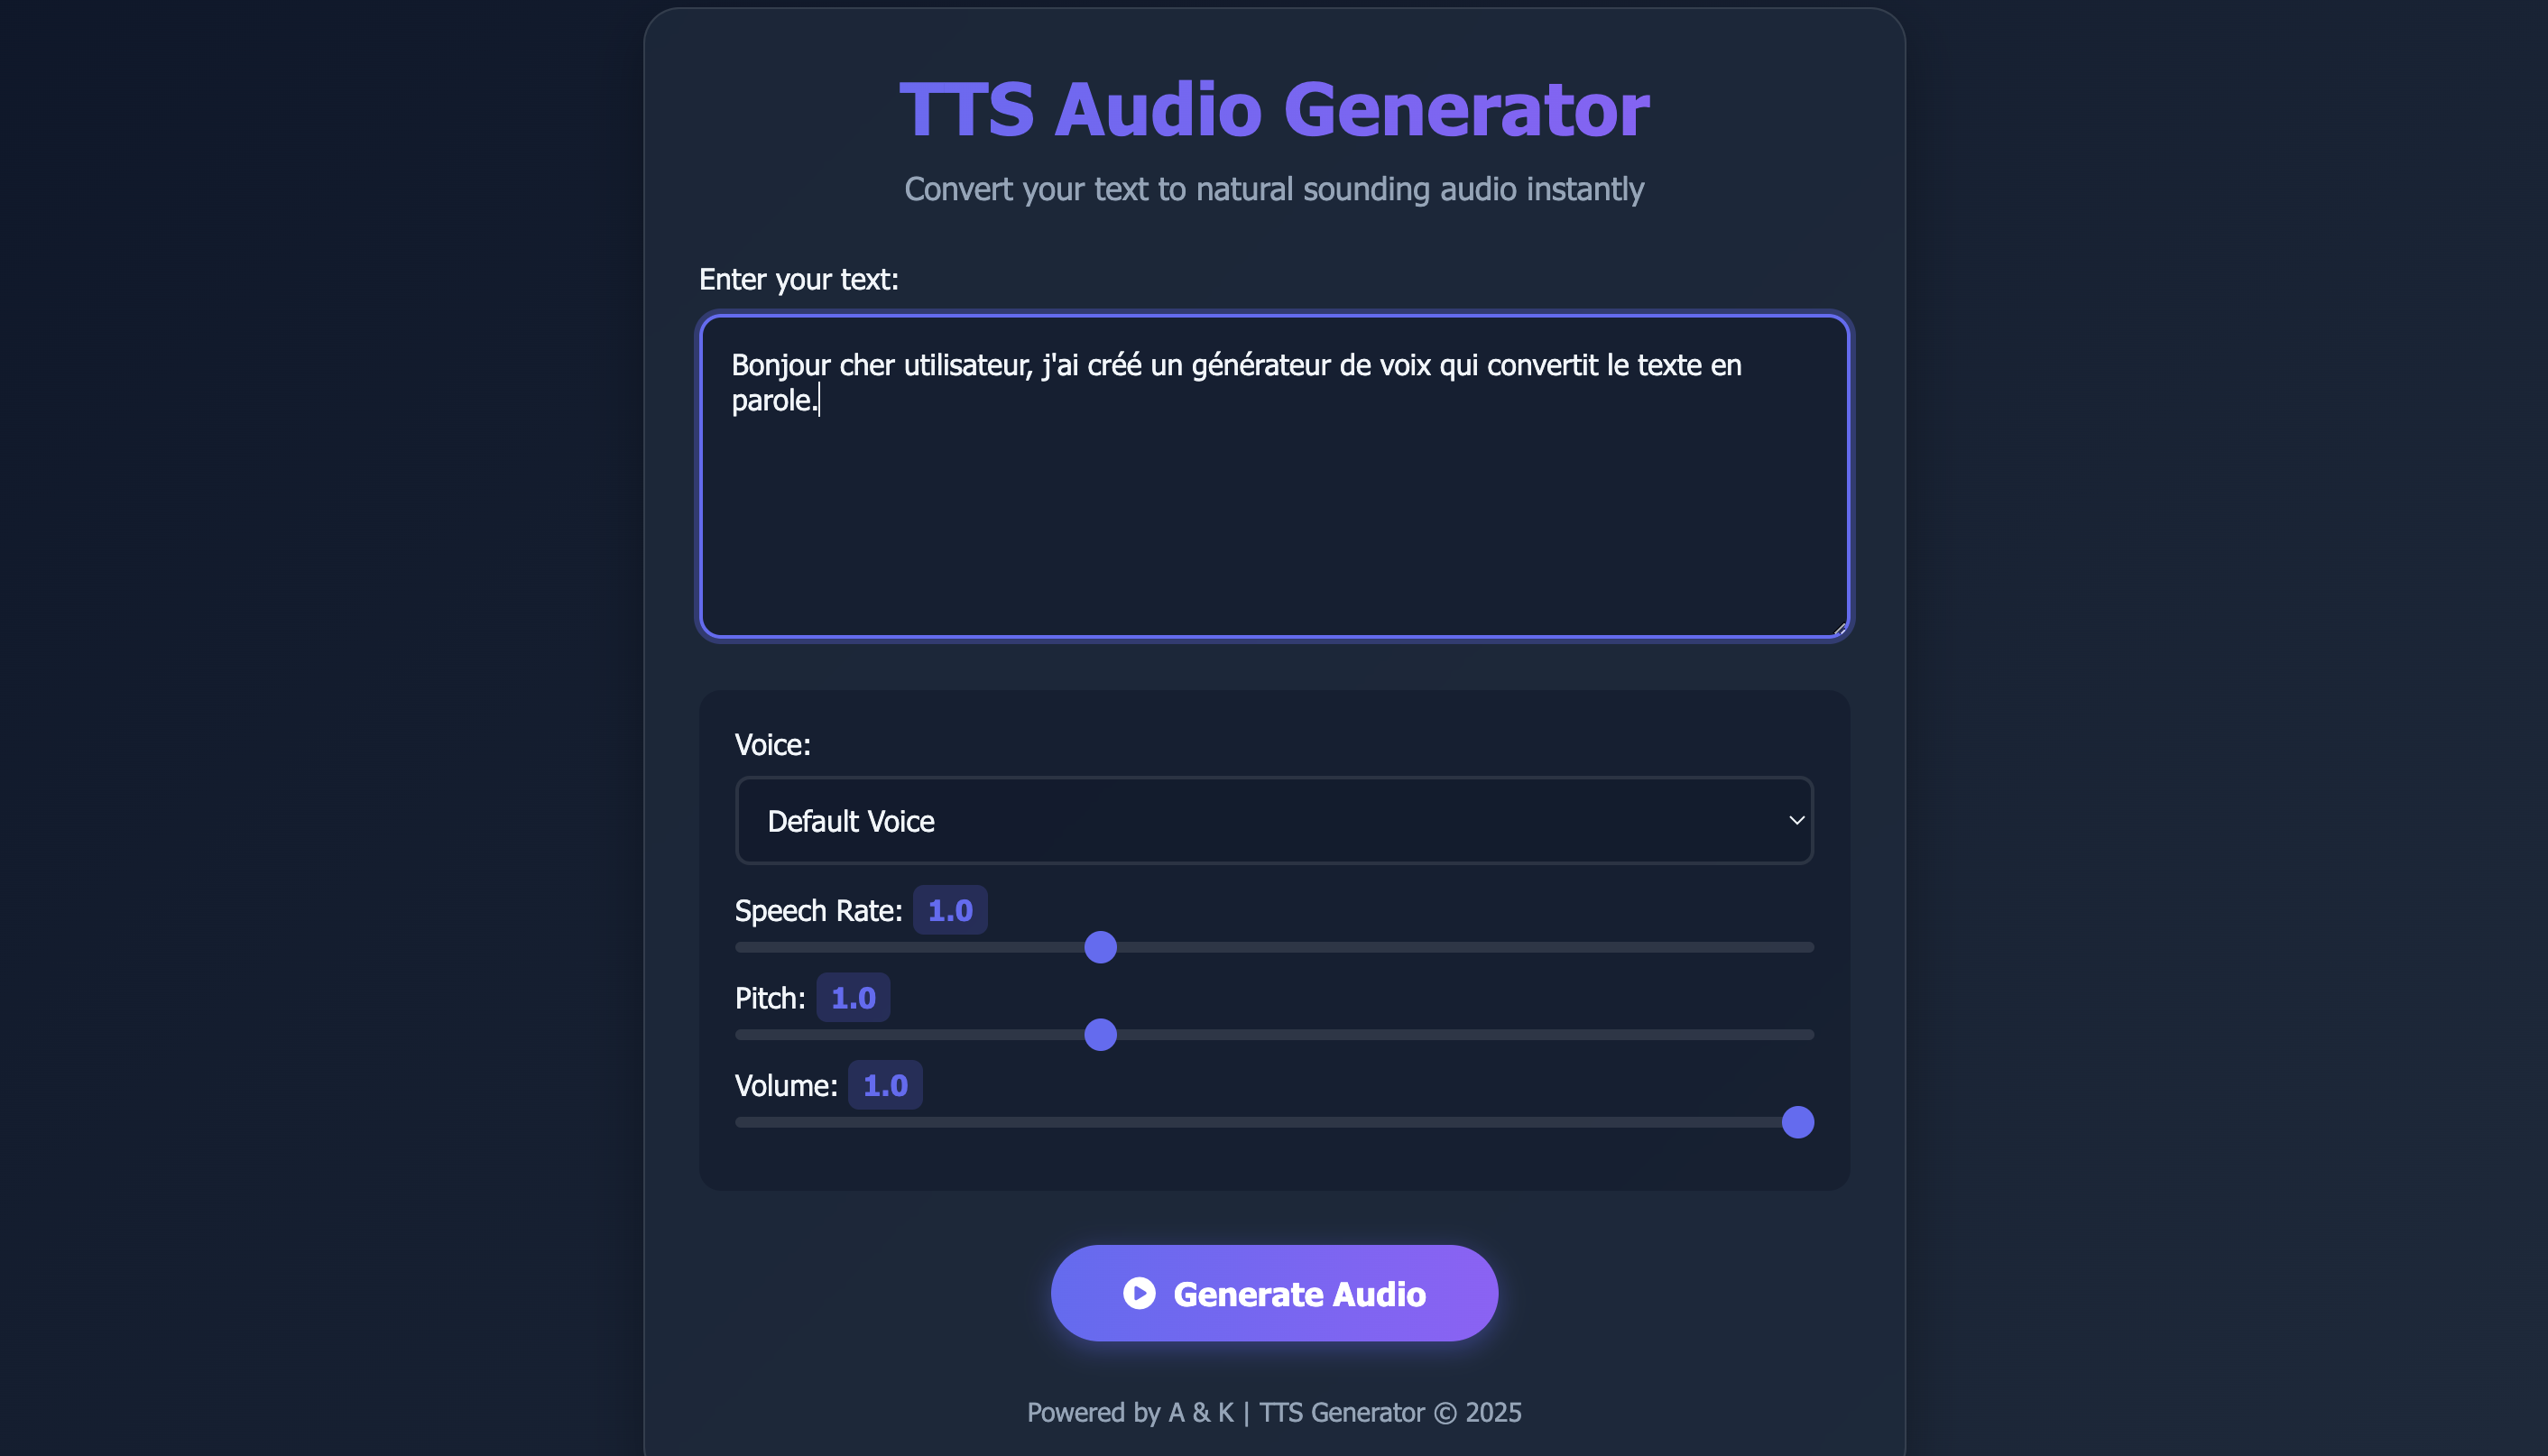 TTS Audio Generator
Convert your text to natural sounding audio instantly
Enter your text:
Bonjour cher utilisateur, j'ai créé un générateur de voix qui convertit le texte en
parole.
Voice:
Default Voice
Speech Rate: 1.0
Pitch: 1.0
Volume: 1.0
Generate Audio
Powered by A & K | TTS Generator © 2025